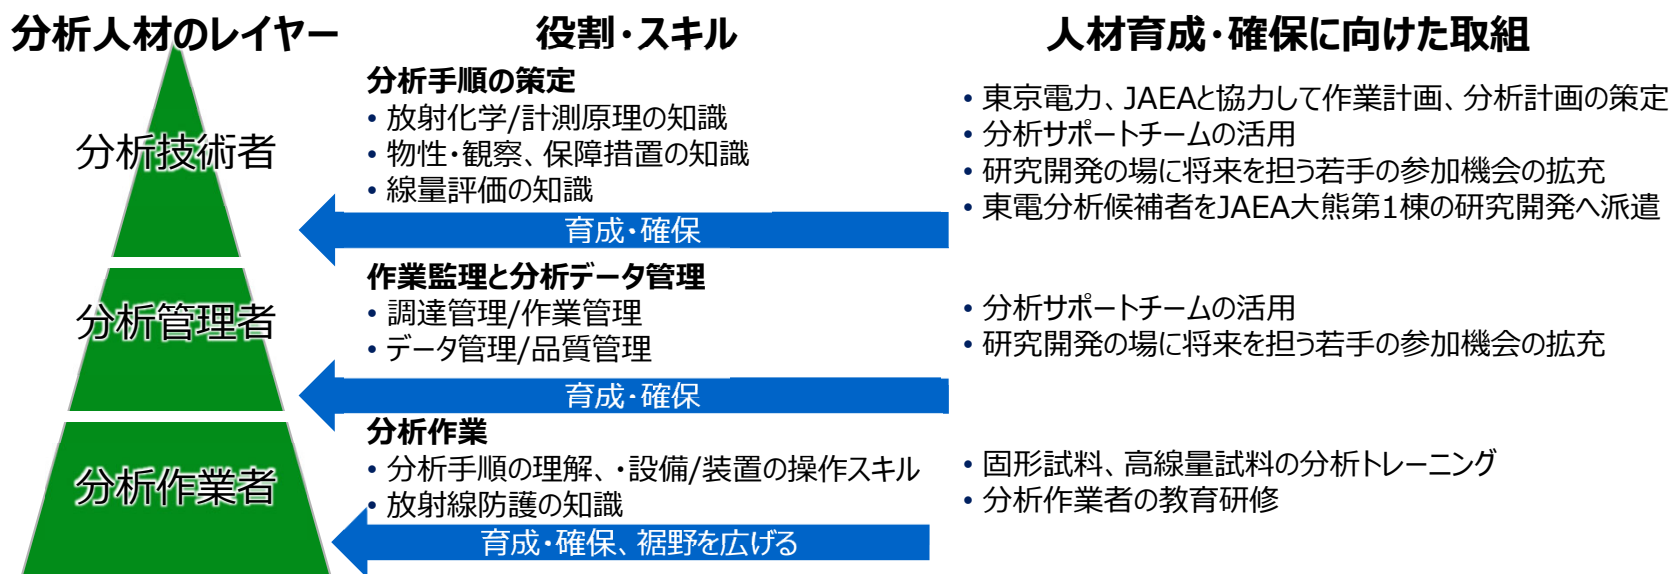 分析人材のレイヤー
役割・スキル
人材育成・確保に向けた取組
分析技術者
分析手順の策定
• 放射化学/計測原理の知識
• 物性・観察、保障措置の知識
• 線量評価の知識
育成・確保
• 東京電力、JAEAと協力して作業計画、分析計画の策定
• 分析サポートチームの活用
• 研究開発の場に将来を担う若手の参加機会の拡充
• 東電分析候補者をJAEA大熊第1棟の研究開発へ派遣
分析管理者
作業監理と分析データ管理
• 調達管理/作業管理
• データ管理/品質管理
育成・確保
• 分析サポートチームの活用
• 研究開発の場に将来を担う若手の参加機会の拡充
分析作業者
分析作業
• 分析手順の理解、・設備/装置の操作スキル
• 放射線防護の知識
育成・確保、裾野を広げる
• 固形試料、高線量試料の分析トレーニング
• 分析作業者の教育研修